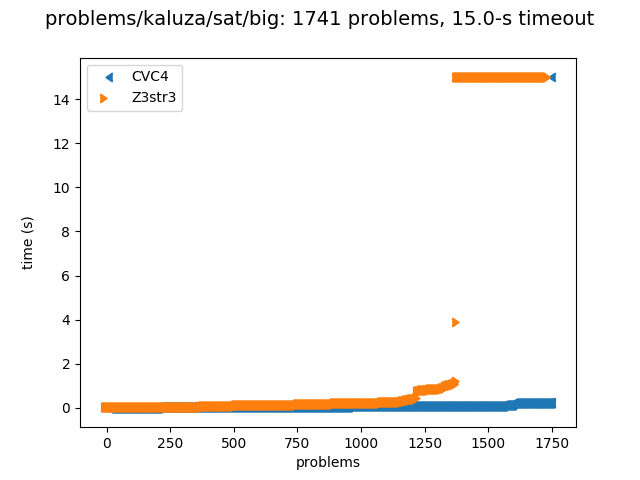 problems/kaluza/sat/big: 1741 problems, 15.0-s timeout
CVC4
Z3str3
14
12
10
8
6
4
2
0
time (s)
0 250 500 750 1000 1250 1500 1750
problems